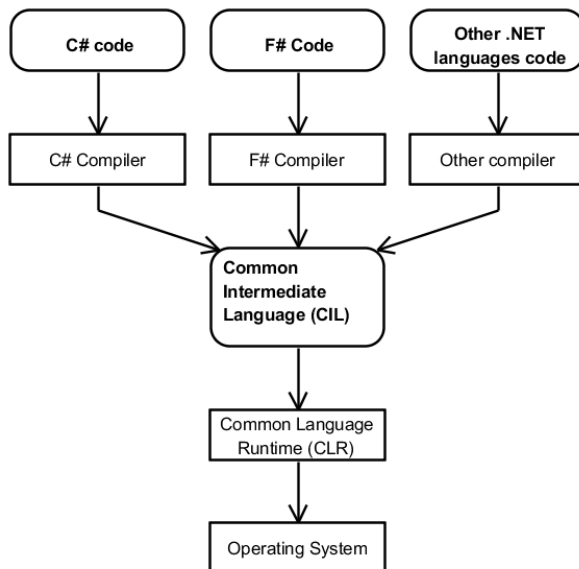 C# code
F# Code
Other .NET
languages code
C# Compiler
F# Compiler
Other compiler
Common
Intermediate
Language (CIL)
Common Language
Runtime (CLR)
Operating System